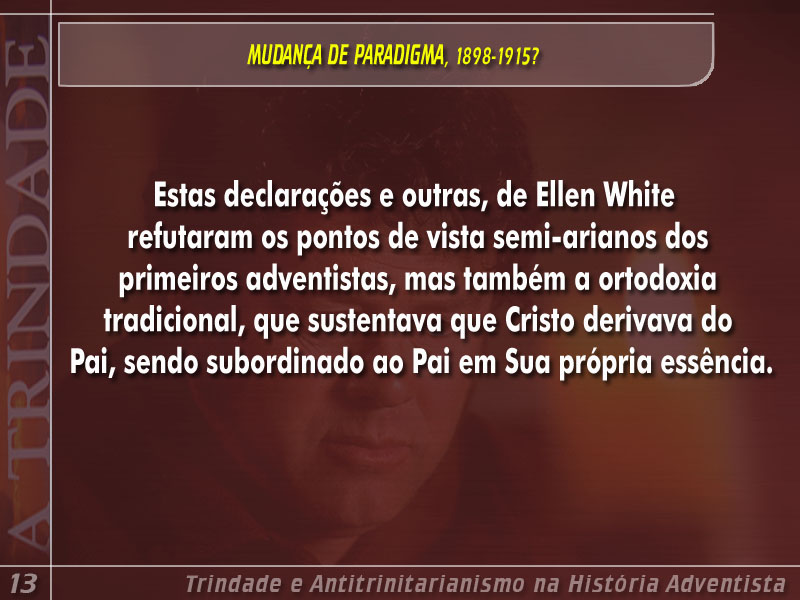 MUDANÇA DE PARADIGMA, 1898-1915?
Estas declarações e outras, de Ellen White
refutaram os pontos de vista semi-arianos dos
primeiros adventistas, mas também a ortodoxia
tradicional, que sustentava que Cristo derivava do
Pai, sendo subordinado ao Pai em Sua própria essência.
A TRINDADE
13
Trindade e Antitrinitarianismo na História Adventista